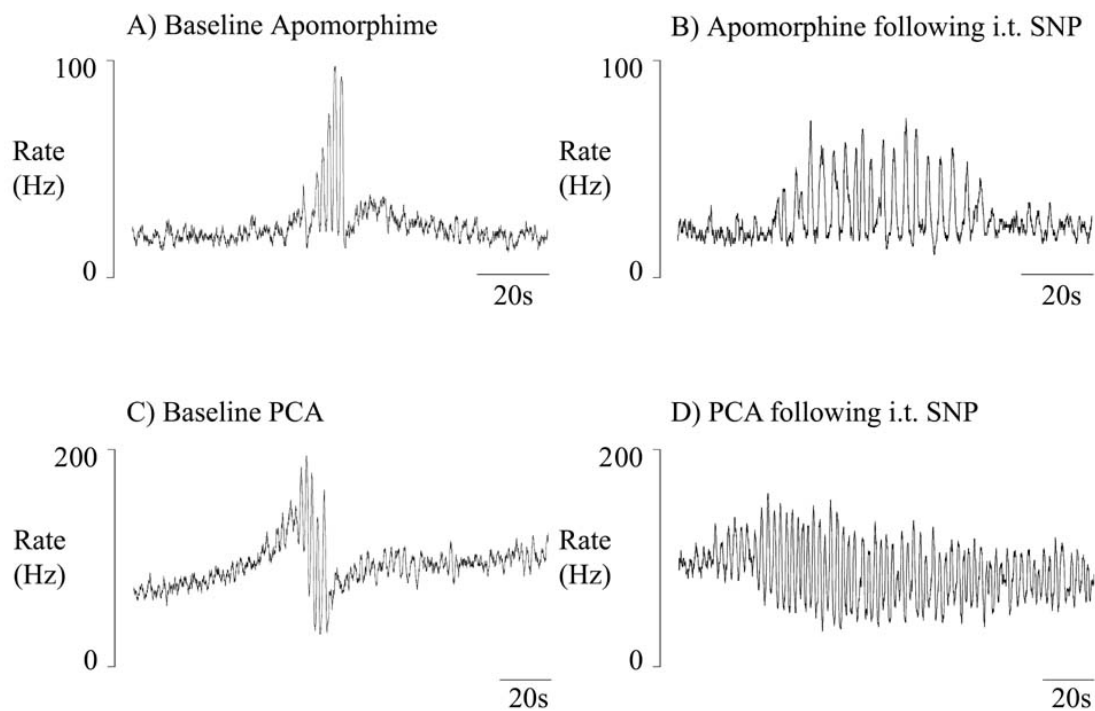 A) Baseline Apomorphime
B) Apomorphine following i.t. SNP
100
Rate
(Hz)
0
20s
100
Rate
(Hz)
0
20s
C) Baseline PCA
D) PCA following i.t. SNP
200
Rate
(Hz)
0
20s
200
Rate
(Hz)
0
20s